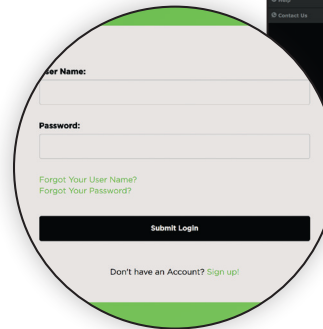 Help
Contact Us
ser Name:
Password:
Forgot Your User Name?
Forgot Your Password?
Submit Login
Don't have an Account? Sign up!